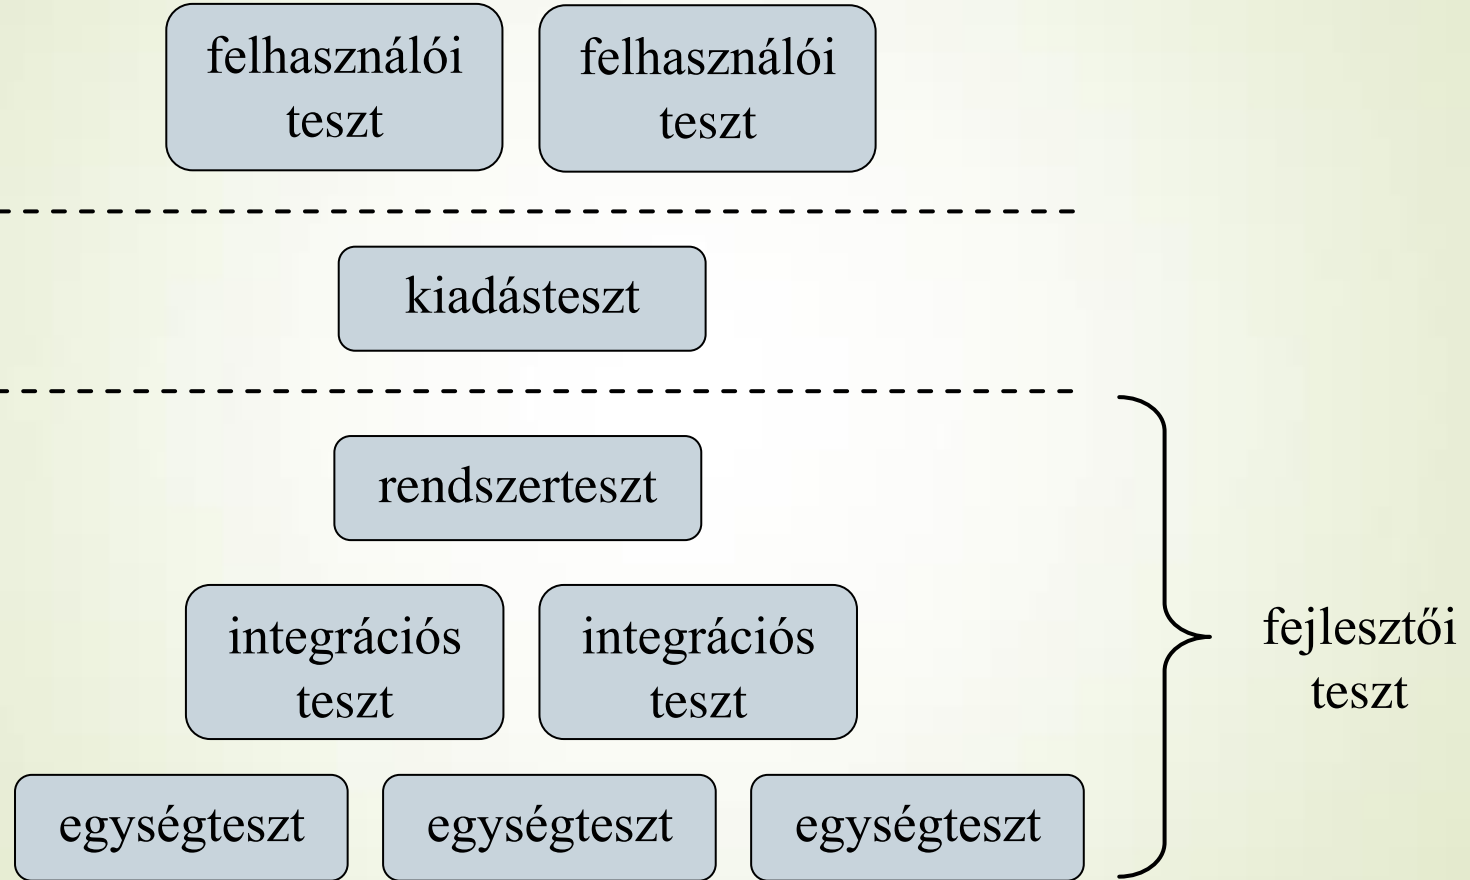 felhasználói
teszt
felhasználói
teszt
kiadásteszt
rendszerteszt
integrációs
teszt
integrációs
teszt
fejlesztői
teszt
egységteszt
egységteszt
egységteszt